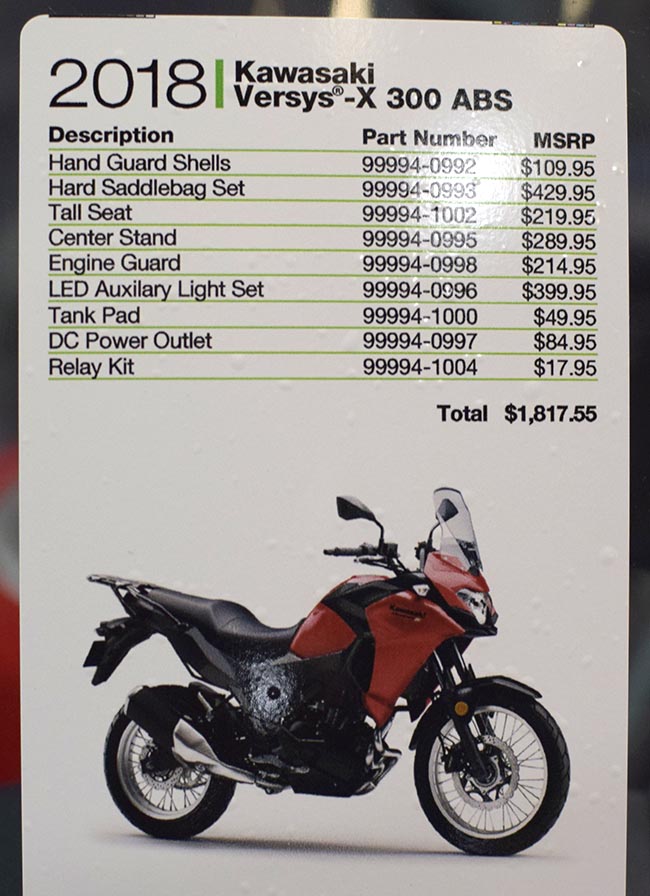 2018 Kawasaki
Versys®-X 300 ABS
Description Part Number MSRP
Hand Guard Shells 99994-0992 $109.95
Hard Saddlebag Set 99994-0993 $429.95
Tall Seat 99994-1002 $219.95
Center Stand 99994-0995 $289.95
Engine Guard 99994-0998 $214.95
LED Auxilary Light Set 99994-0996 $399.95
Tank Pad 99994-1000 $49.95
DC Power Outlet 99994-0997 $84.95
Relay Kit 99994-1004 $17.95
Total $1,817.55
Kawasaki